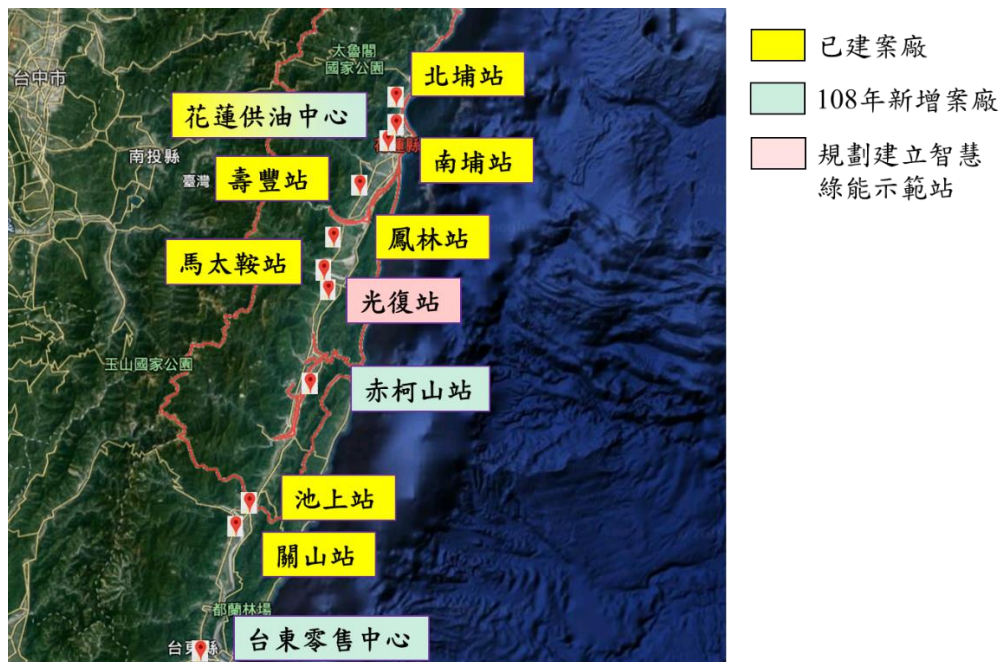 太魯閣
國家公園
台中市
北埔站
花蓮供油中心
南投縣
南埔站
臺灣
壽豐站
鳳林站
馬太鞍站
光復站
玉山國家公園
赤柯山站
池上站
關山站
都蘭林場
台東縣
台東零售中心
已建案廠
108年新增案廠
規劃建立智慧
綠能示範站